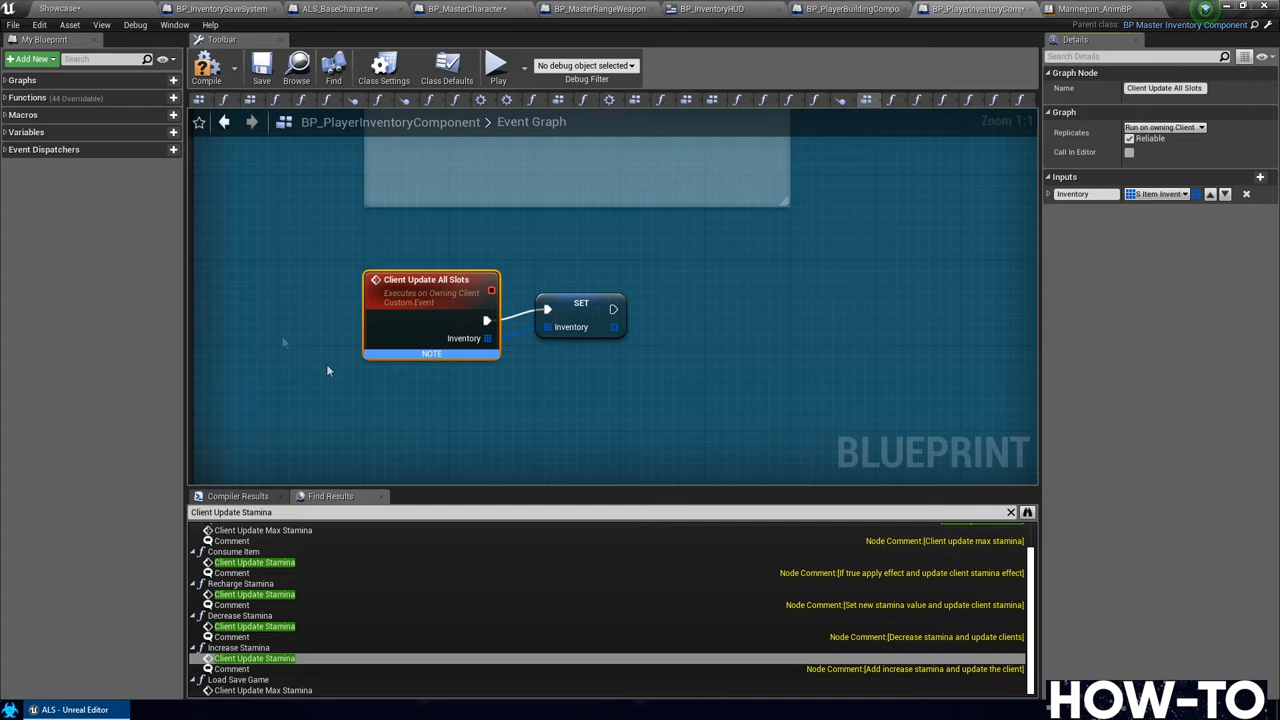 Showcase•
BP_InventorySaveSystem
ALS_BaseCharacter•
BP_MasterCharacter•
BP_MasterRangeWeapon
BP_InventoryHUD
BP_PlayerBuildingCompo
BP_PlayerInventoryComp•
Mannequin_AnimBP
File Edit Asset View Debug Window Help
Parent class: BP Master Inventory Component
My Blueprint
Toolbar
Details
Add New
Search
Compile
Save
Browse
Find
Class Settings
Class Defaults
Play
No debug object selected
Debug Filter
Search Details
Graphs
Functions (44 Overridable)
Macros
Variables
Event Dispatchers
BP_PlayerInventoryComponent > Event Graph
Zoom 1:1
Graph Node
Name Client Update All Slots
Graph
Replicates Run on owning Client
Reliable
Call In Editor
Inputs
Inventory S Item Invent
Client Update All Slots
Executes on Owning Client
Custom Event
Inventory
NOTE
SET
Inventory
BLUEPRINT
Compiler Results
Find Results
Client Update Stamina
Client Update Max Stamina
Comment Node Comment:[Client update max stamina]
Consume Item
Client Update Stamina
Comment Node Comment:[If true apply effect and update client stamina effect]
Recharge Stamina
Client Update Stamina
Comment Node Comment:[Set new stamina value and update client stamina]
Decrease Stamina
Client Update Stamina
Comment Node Comment:[Decrease stamina and update clients]
Increase Stamina
Client Update Stamina
Comment Node Comment:[Add increase stamina and update the client]
Load Save Game
Client Update Max Stamina
ALS - Unreal Editor
HOW-TO